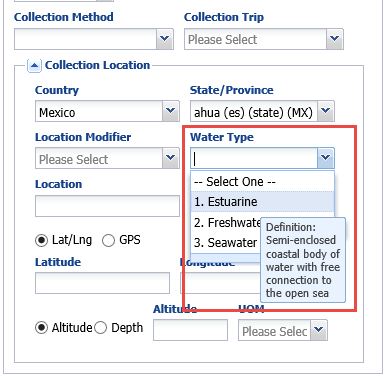 Collection Method Collection Trip
Please Select
Collection Location
Country State/Province
Mexico ahua (es) (state) (MX)
Location Modifier Water Type
Please Select
-- Select One --
Location 1. Estuarine
2. Freshwate
3. Seawater
Definition:
Semi-enclosed
coastal body of
water with free
connection to
the open sea
Lat/Lng GPS
Latitude Longitude
Altitude UOM
Altitude Depth Please Selec